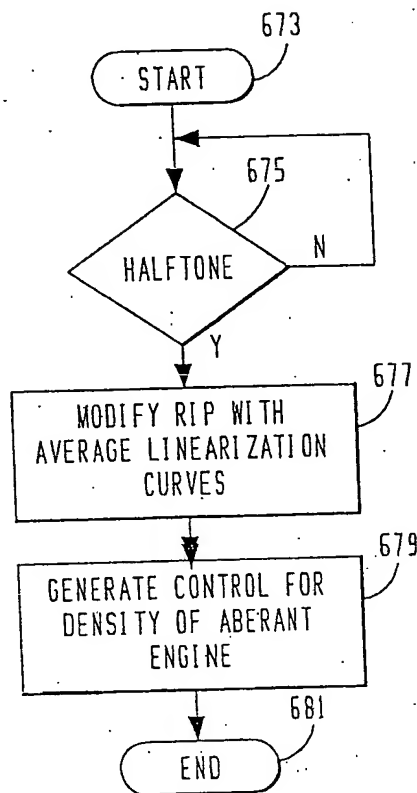 673
START
675
HALFTONE
N
Y
677
MODIFY RIP WITH
AVERAGE LINEARIZATION
CURVES
679
GENERATE CONTROL FOR
DENSITY OF ABERANT
ENGINE
681
END